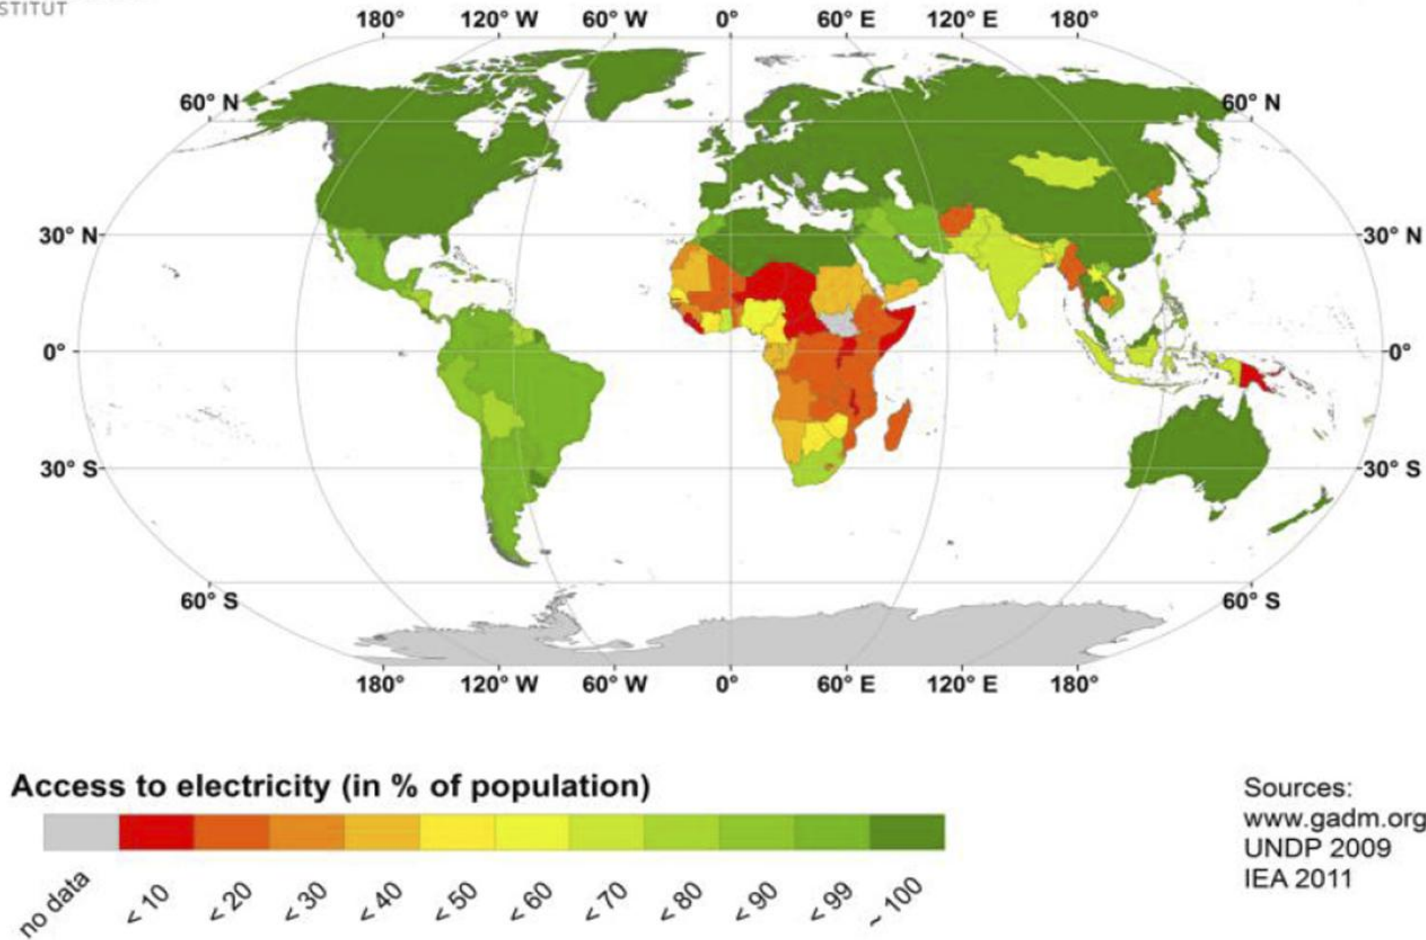 STITUT
180° 120° W 60° W 0° 60° E 120° E 180°
60° N 60° N
30° N 30° N
0° 0°
30° S 30° S
60° S 60° S
180° 120° W 60° W 0° 60° E 120° E 180°
Access to electricity (in % of population)
no data < 10 < 20 < 30 < 40 < 50 < 60 < 70 < 80 < 90 < 99 ~ 100
Sources:
www.gadm.org
UNDP 2009
IEA 2011